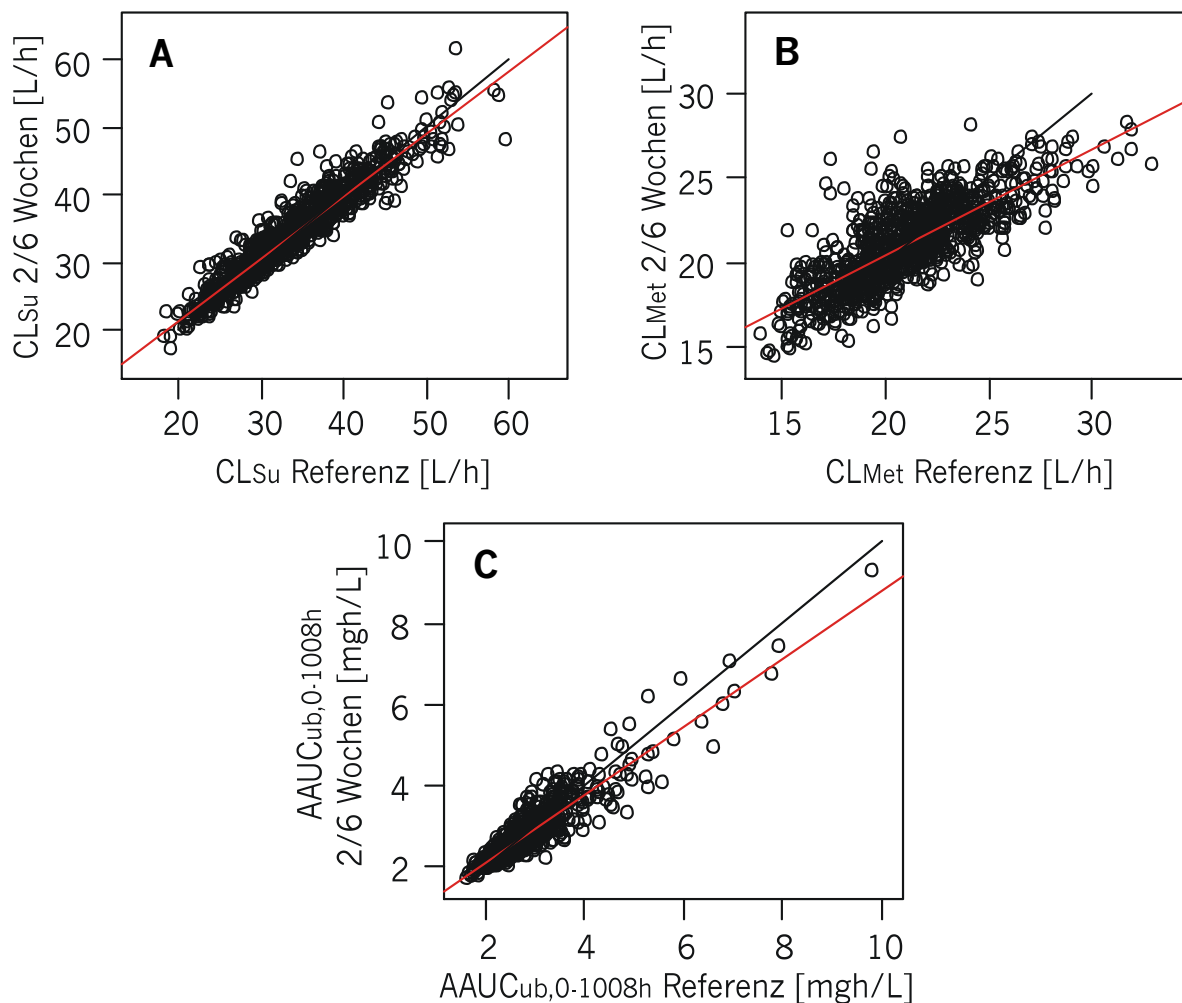 A
CLSu 2/6 Wochen [L/h]
60
50
40
30
20
20 30 40 50 60
CLSu Referenz [L/h]
B
CLMet 2/6 Wochen [L/h]
30
25
20
15
15 20 25 30
CLMet Referenz [L/h]
C
AAUCub,0-1008h
2/6 Wochen [mgh/L]
10
8
6
4
2
2 4 6 8 10
AAUCub,0-1008h Referenz [mgh/L]